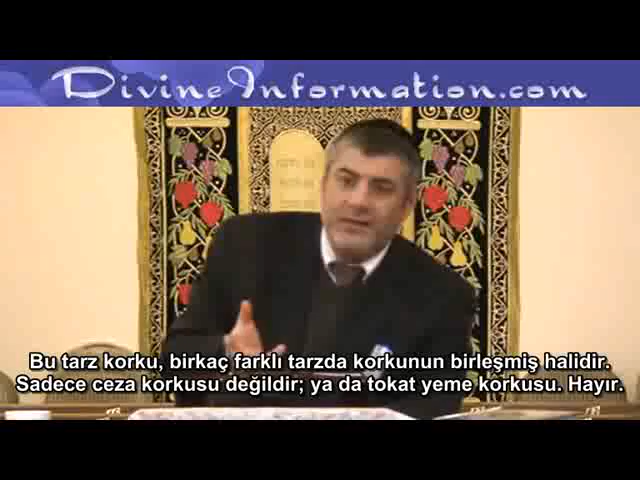 DivineInformation.com
Bu tarz korku, birkaç farklı tarzda korkunun birleşmiş halidir.
Sadece ceza korkusu değildir; ya da tokat yeme korkusu. Hayır.